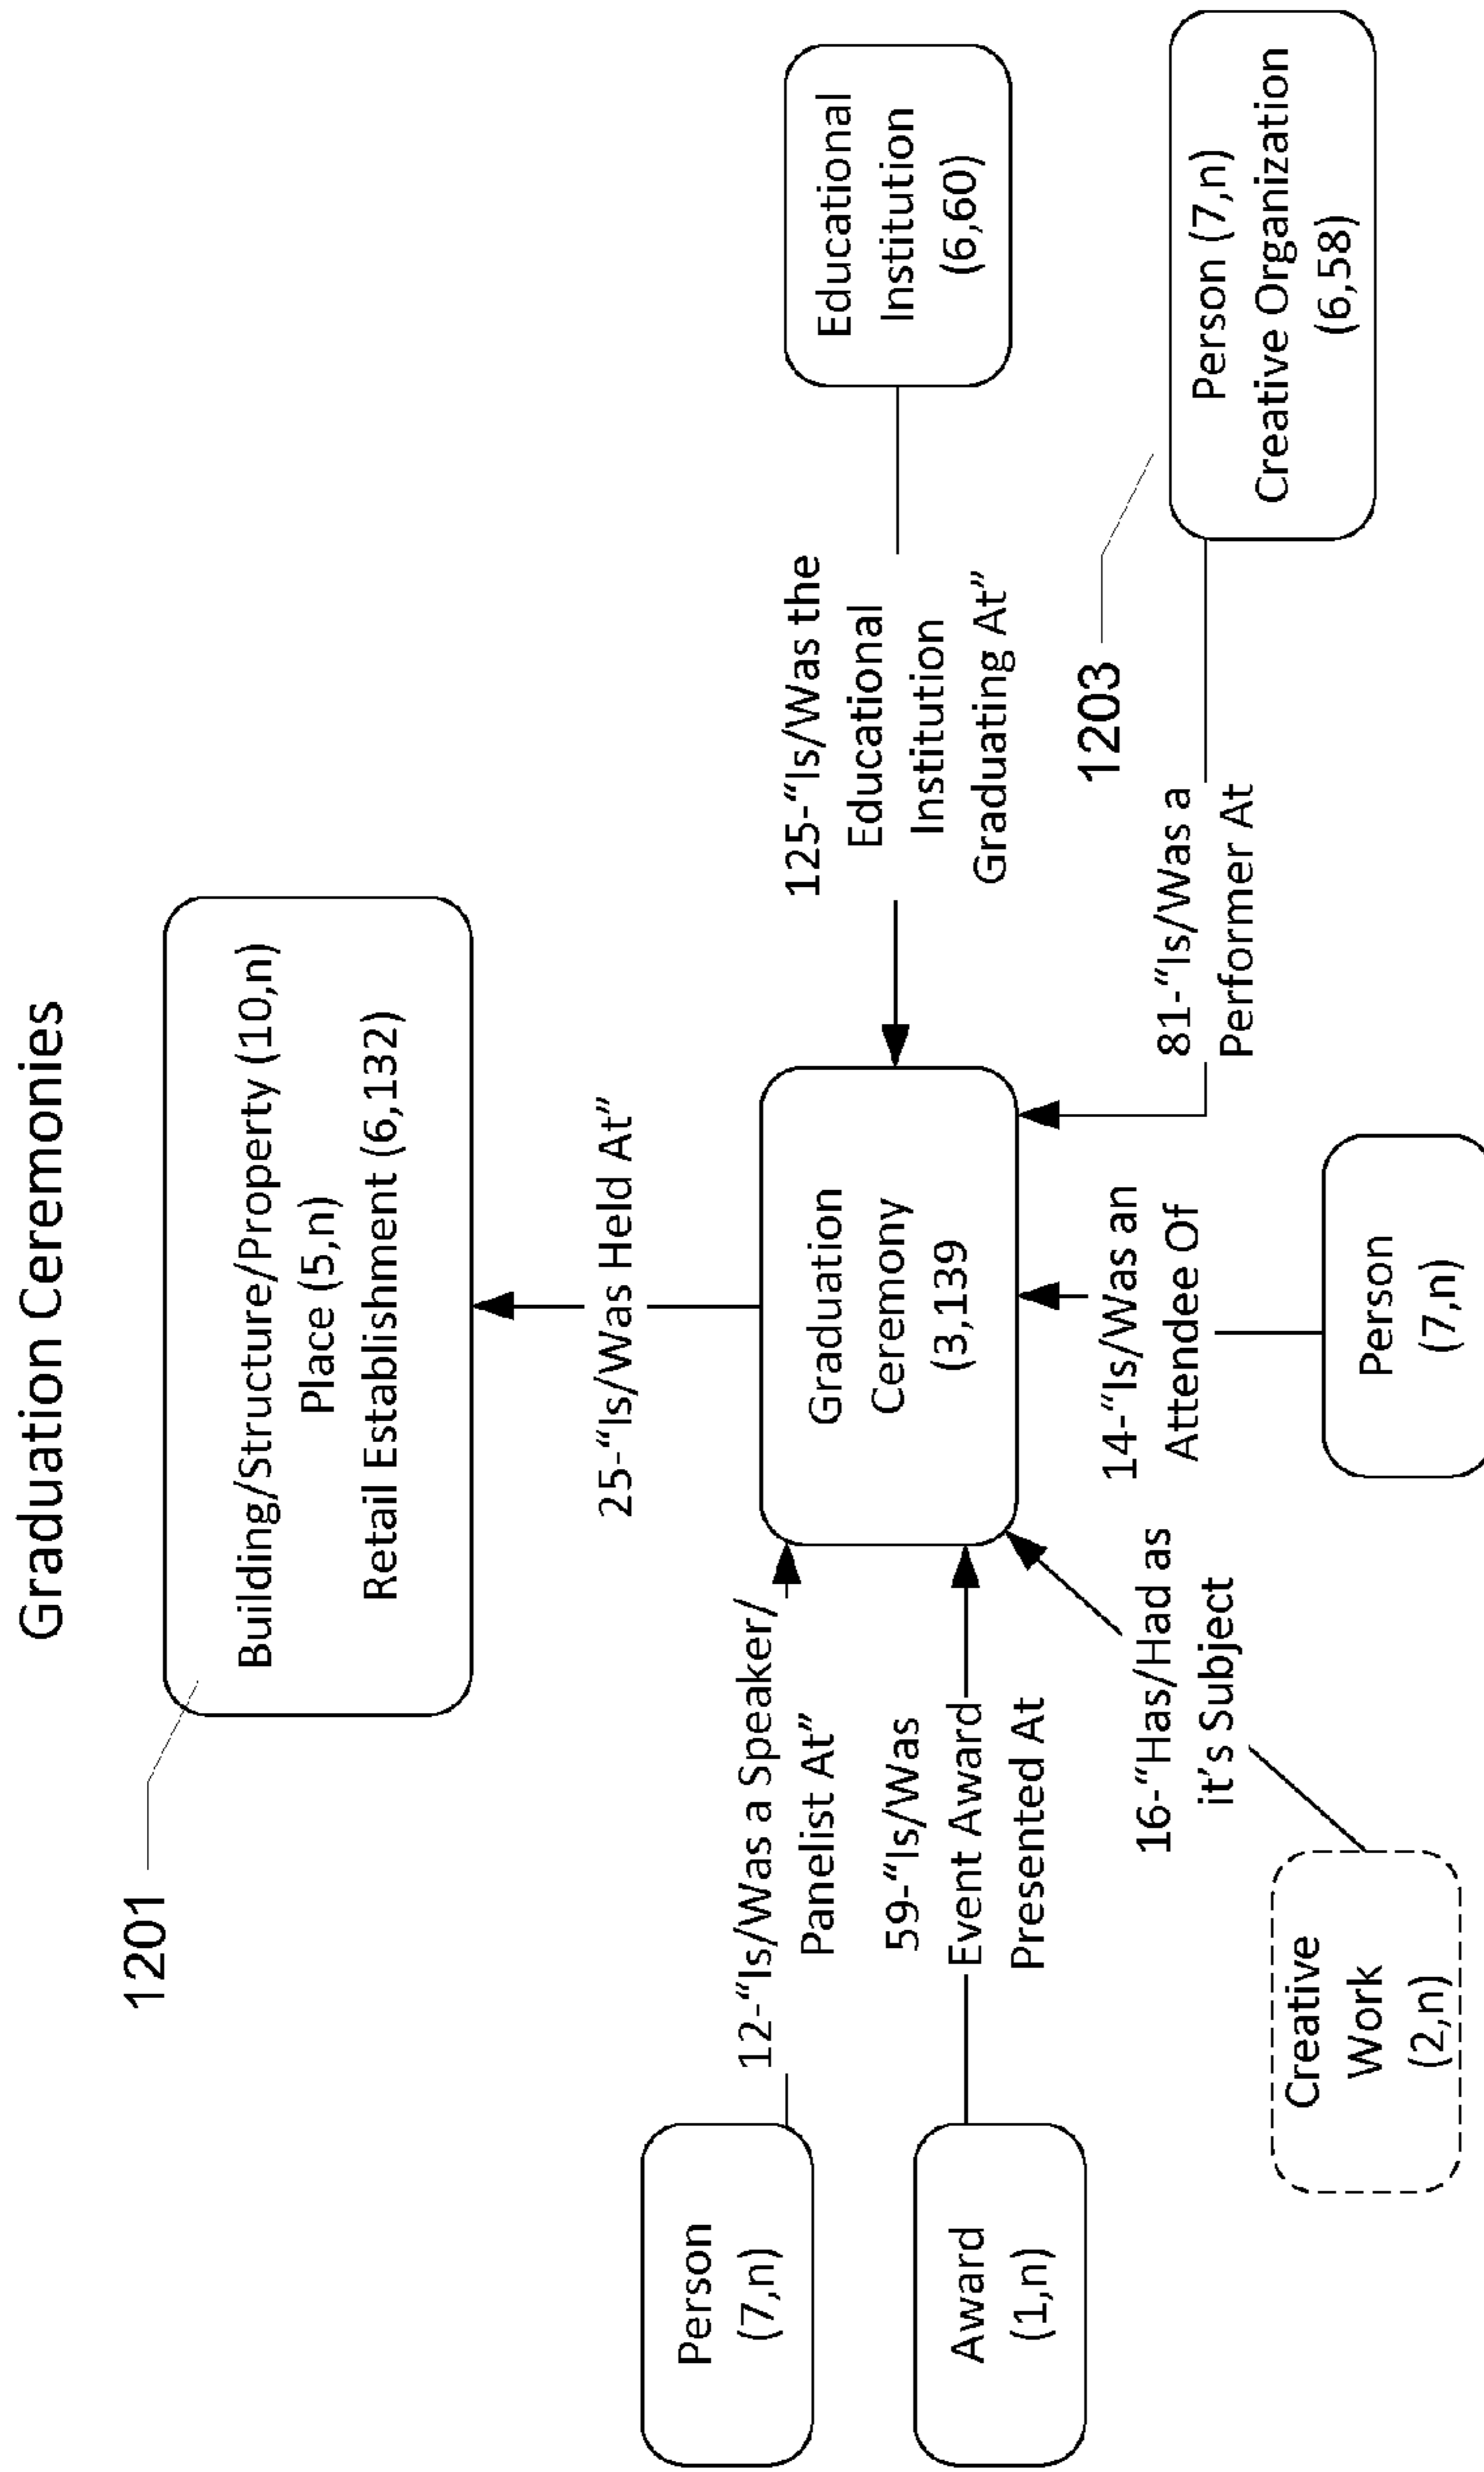 Graduation Ceremonies
1201
Building/Structure/Property (10,n)
Place (5,n)
Retail Establishment (6,132)
25-“Is/Was Held At”
Person
(7,n)
12-“Is/Was a Speaker/
Panelist At”
Graduation
Ceremony
(3,139
125-“Is/Was the
Educational
Institution
Graduating At”
Educational
Institution
(6,60)
Award
(1,n)
59-“Is/Was
Event Award
Presented At
1203
Person (7,n)
Creative Organization
(6,58)
81-“Is/Was a
Performer At
14-“Is/Was an
Attendee Of
16-“Has/Had as
it’s Subject
Creative
Work
(2,n)
Person
(7,n)